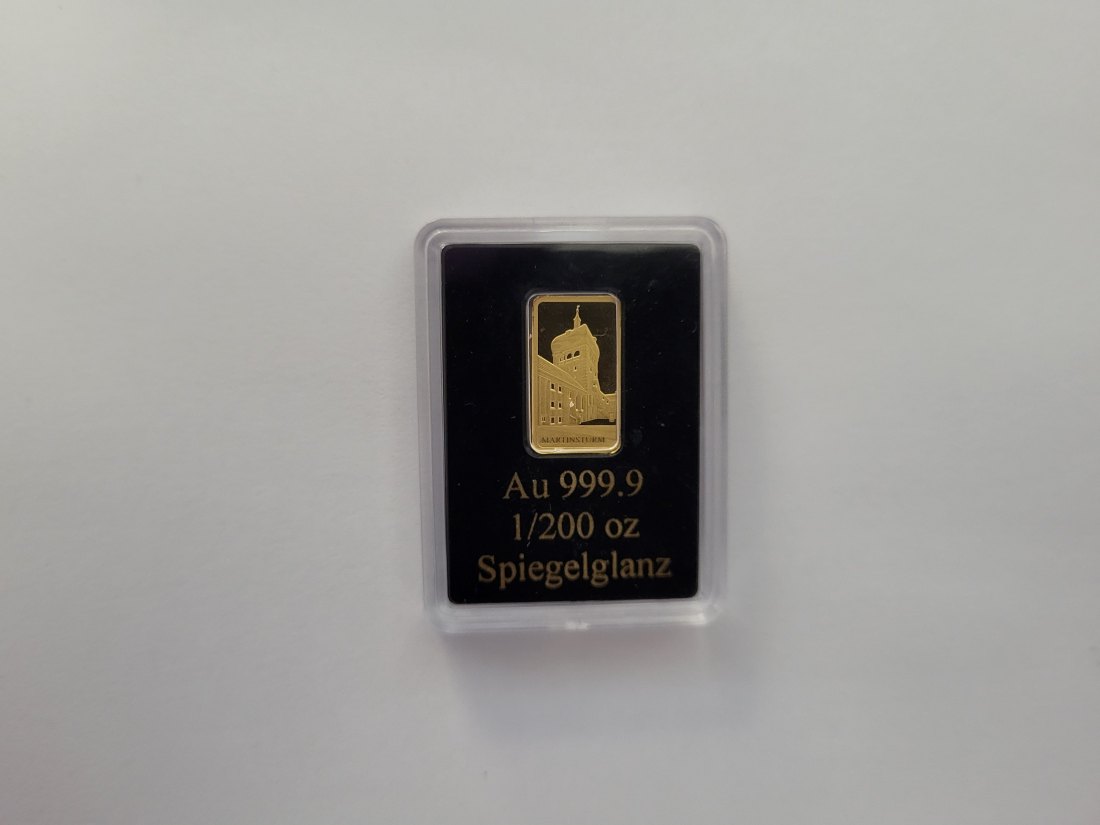 MARTINSTURM
Au 999.9
1/200 oz
Spiegelglanz